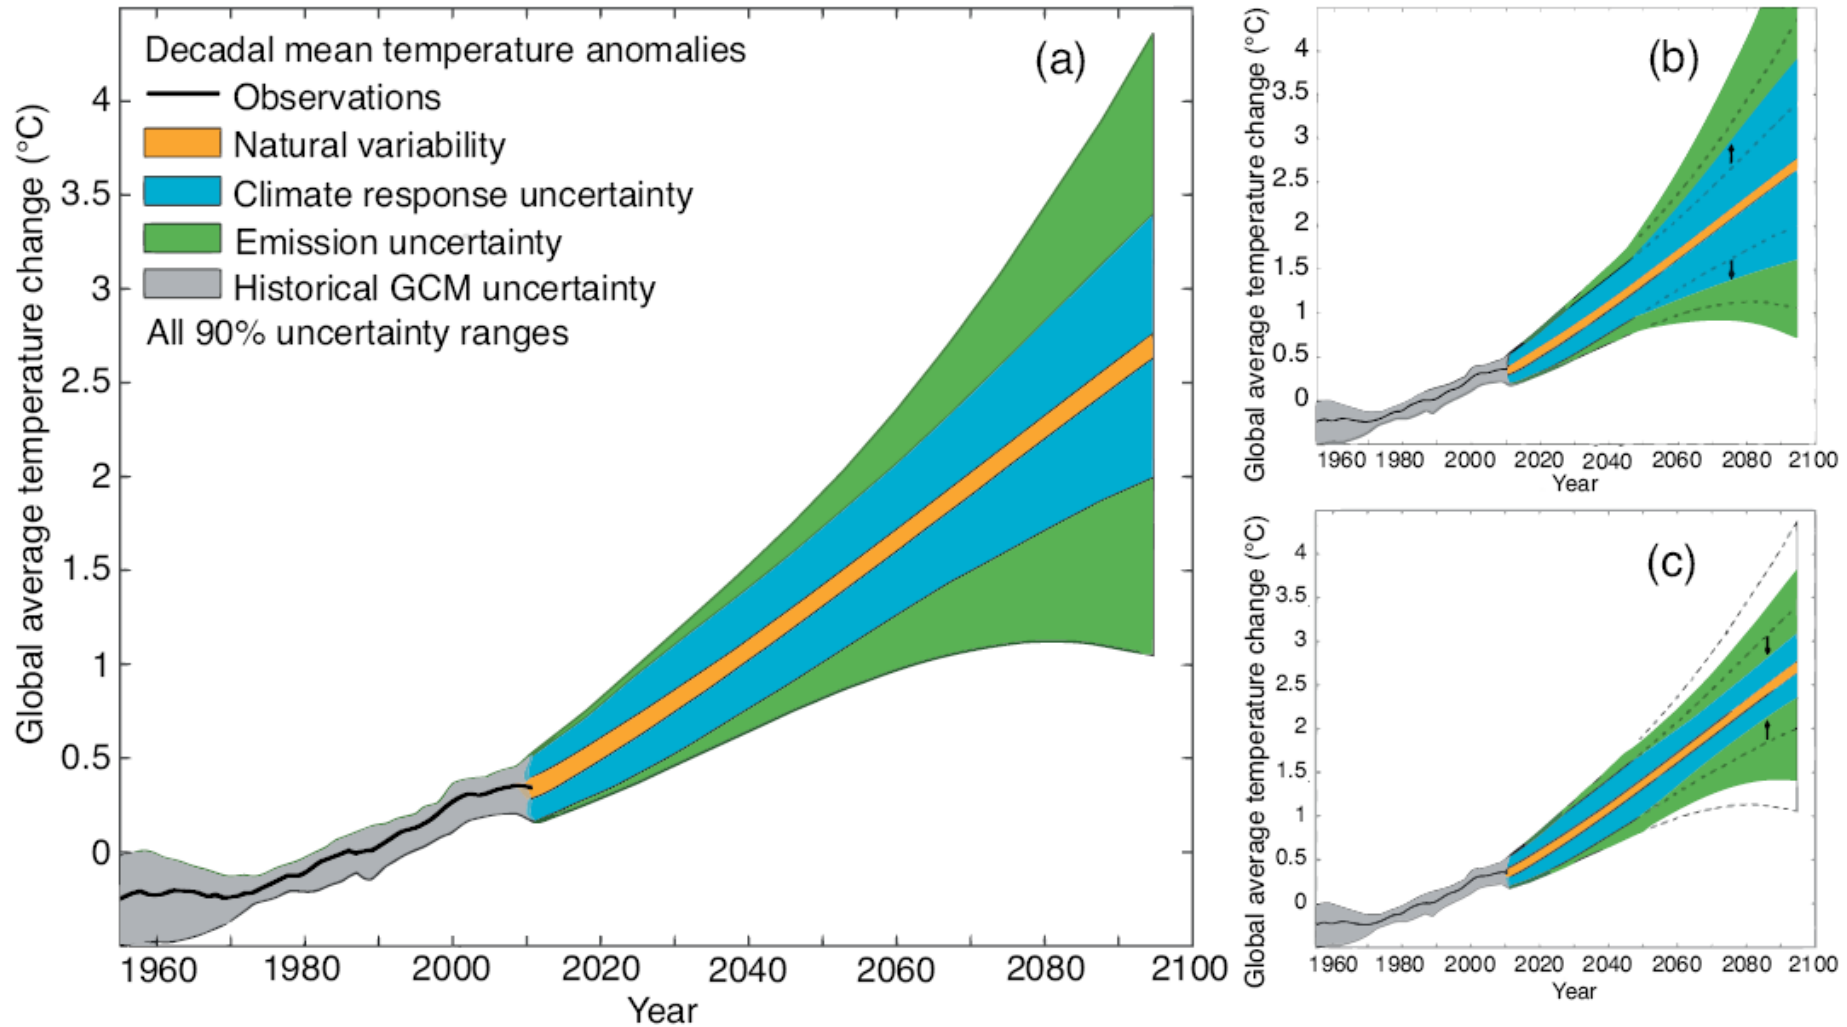 Decadal mean temperature anomalies
Observations
Natural variability
Climate response uncertainty
Emission uncertainty
Historical GCM uncertainty
All 90% uncertainty ranges
(a)
Global average temperature change (°C)
4
3.5
3
2.5
2
1.5
1
0.5
0
1960 1980 2000 2020 2040 2060 2080 2100
Year
(b)
Global average temperature change (°C)
4
3.5
3
2.5
2
1.5
1
0.5
0
1960 1980 2000 2020 2040 2060 2080 2100
Year
(c)
Global average temperature change (°C)
4
3.5
3
2.5
2
1.5
1
0.5
0
1960 1980 2000 2020 2040 2060 2080 2100
Year